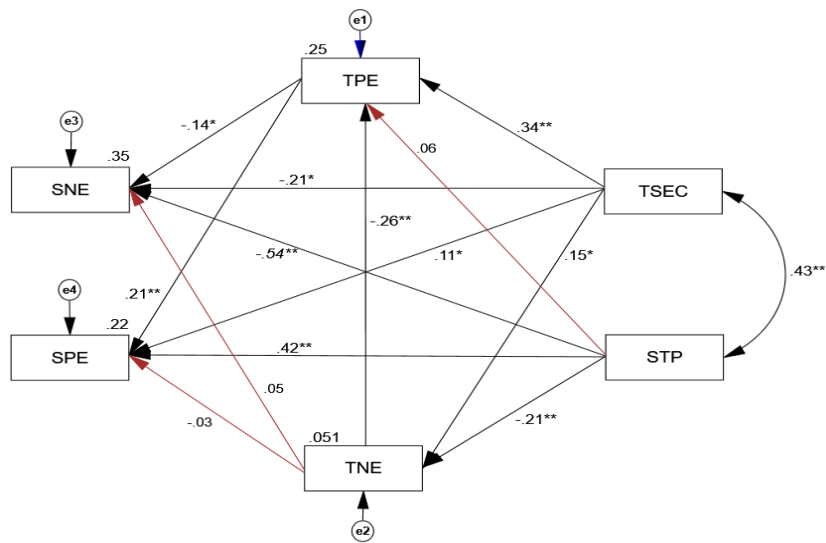 e1
.25
TPE
e3
-.14*
.34**
.35
.06
SNE
-.21*
TSEC
-.26**
-.54**
.11*
.15*
.43**
e4
.21**
.22
SPE
.42**
STP
.05
-.03
-.21**
.051
TNE
e2